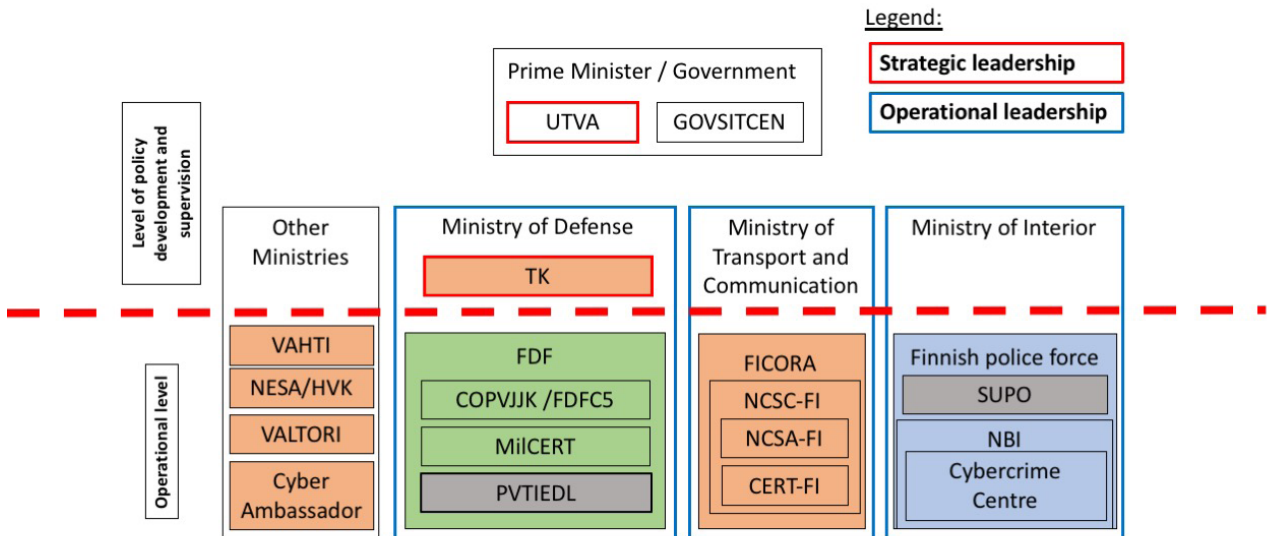 Legend:
Strategic leadership
Operational leadership
Prime Minister / Government
UTVA
GOVSITCEN
Level of policy
development and
supervision
Other
Ministries
Ministry of Defense
TK
Ministry of
Transport and
Communication
Ministry of Interior
Operational level
VAHTI
NESA/HVK
VALTORI
Cyber
Ambassador
FDF
COPVJJK /FDFC5
MilCERT
PVTIEDL
FICORA
NCSC-FI
NCSA-FI
CERT-FI
Finnish police force
SUPO
NBI
Cybercrime
Centre